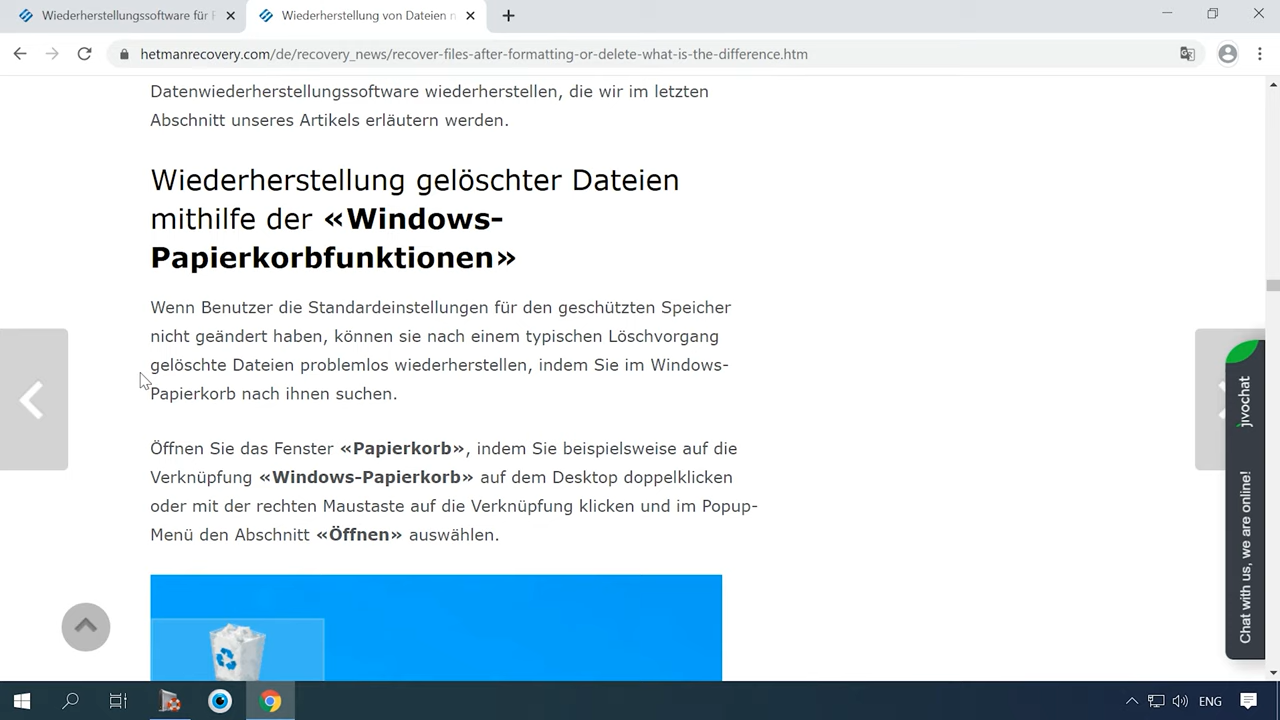 Wiederherstellungssoftware für F
Wiederherstellung von Dateien n
hetmanrecovery.com/de/recovery_news/recover-files-after-formatting-or-delete-what-is-the-difference.htm
Datenwiederherstellungssoftware wiederherstellen, die wir im letzten
Abschnitt unseres Artikels erläutern werden.
Wiederherstellung gelöschter Dateien
mithilfe der «Windows-
Papierkorbfunktionen»
Wenn Benutzer die Standardeinstellungen für den geschützten Speicher
nicht geändert haben, können sie nach einem typischen Löschvorgang
gelöschte Dateien problemlos wiederherstellen, indem Sie im Windows-
Papierkorb nach ihnen suchen.
Öffnen Sie das Fenster «Papierkorb», indem Sie beispielsweise auf die
Verknüpfung «Windows-Papierkorb» auf dem Desktop doppelklicken
oder mit der rechten Maustaste auf die Verknüpfung klicken und im Popup-
Menü den Abschnitt «Öffnen» auswählen.
jivochat
Chat with us, we are online!
ENG